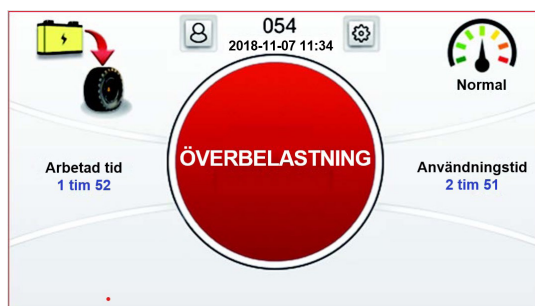 054
2018-11-07 11:34
Normal
ÖVERBELASTNING
Arbetad tid
1 tim 52
Användningstid
2 tim 51